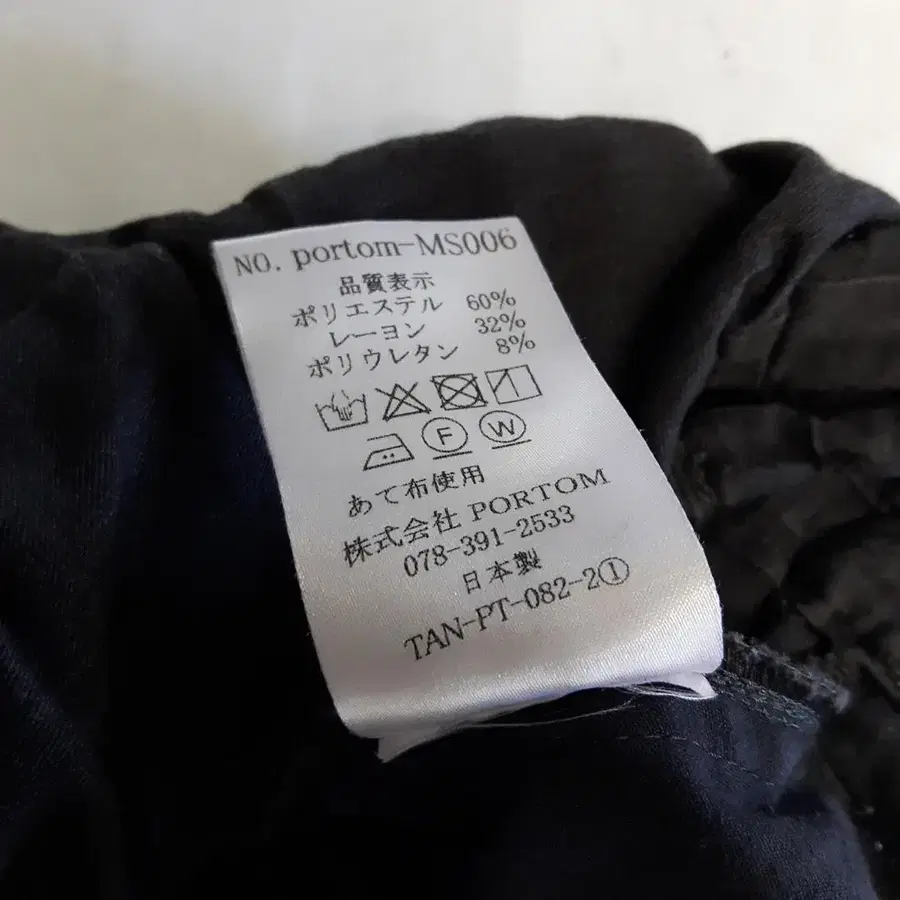 NO. portom-MS006
品質表示
ポリエステル 60%
レーヨン 32%
ポリウレタン 8%
F W
あて布使用
株式会社 PORTOM
078-391-2533
日本製
TAN-PT-082-2①